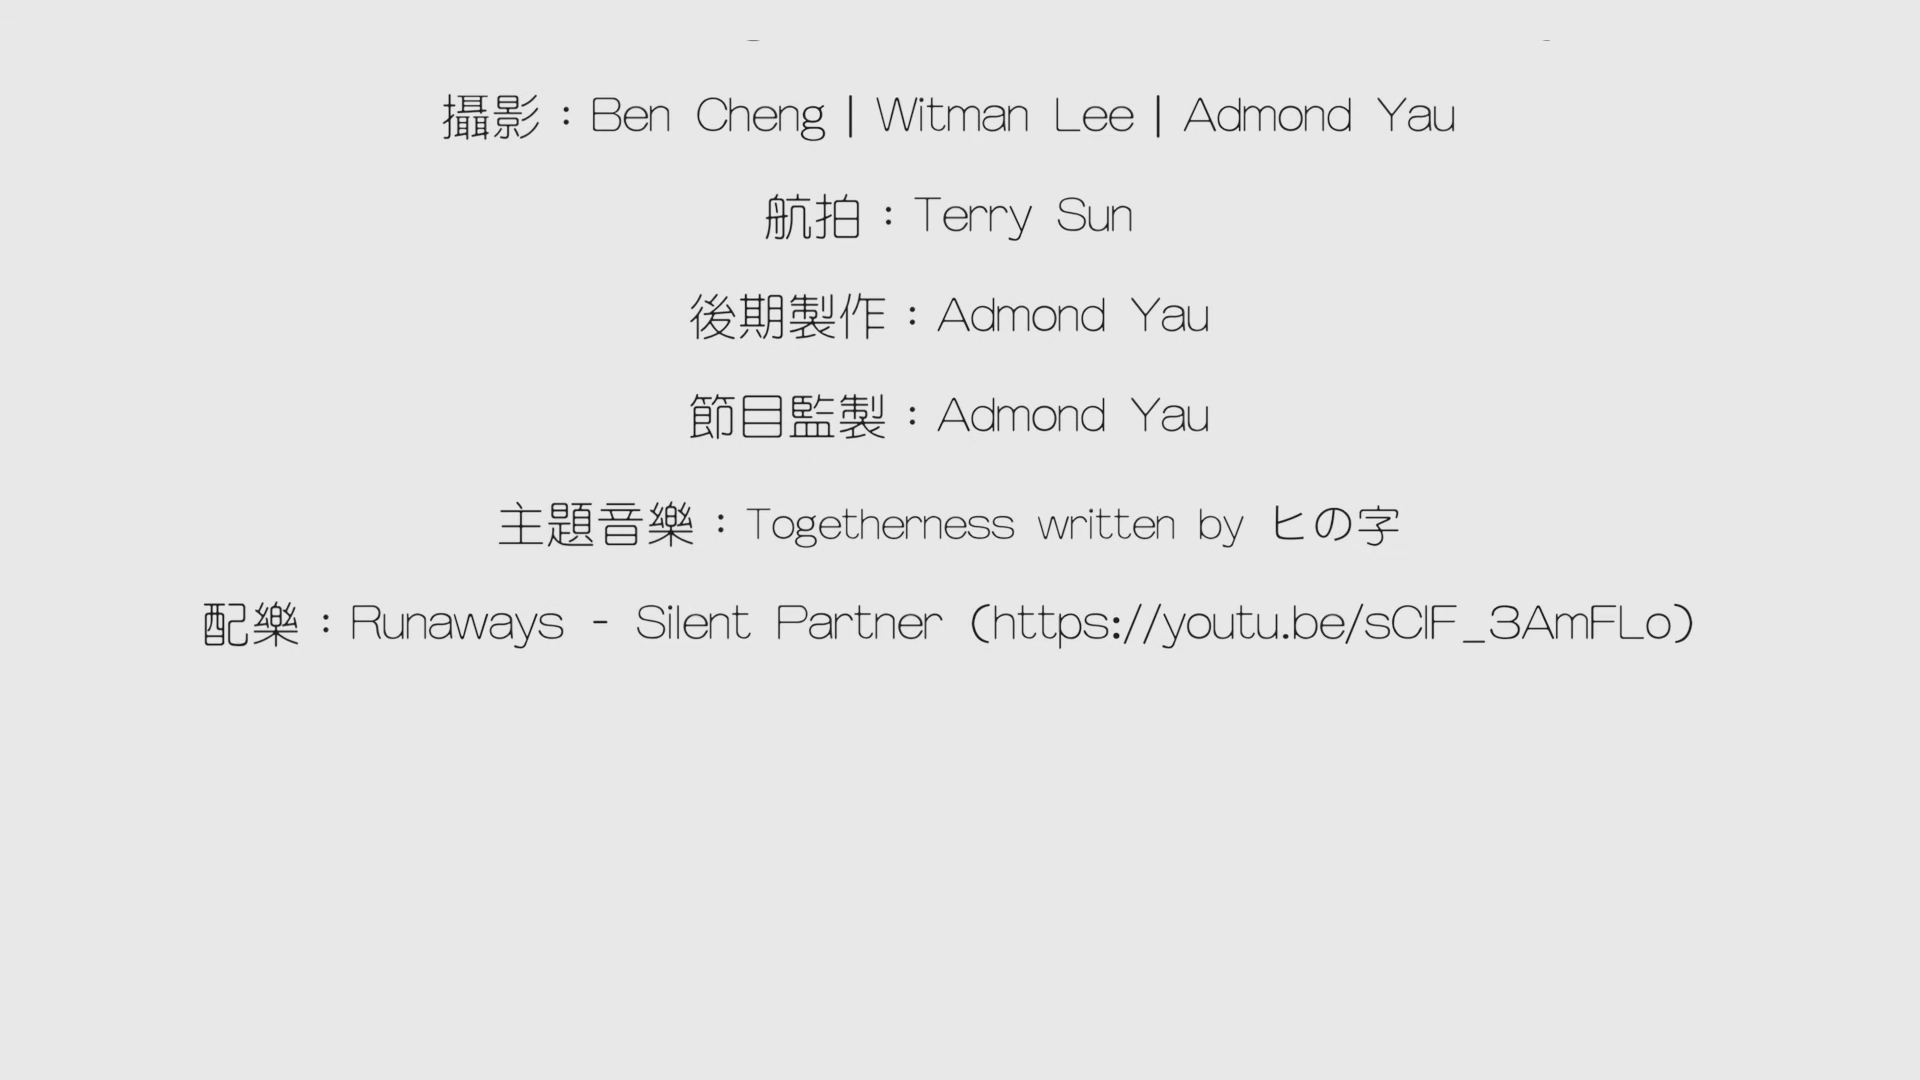 攝影：Ben Cheng | Witman Lee | Admond Yau
航拍：Terry Sun
後期製作：Admond Yau
節目監製：Admond Yau
主題音樂：Togetherness written by ヒの字
配樂：Runaways - Silent Partner (https://youtu.be/sClF_3AmFLo)